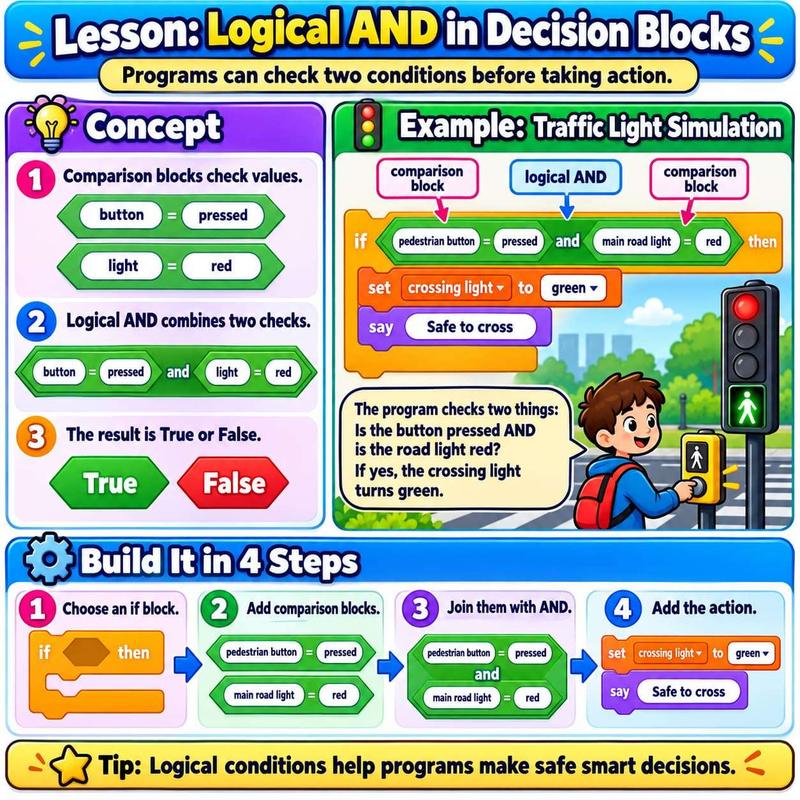 Lesson: Logical AND in Decision Blocks
Programs can check two conditions before taking action.
Concept
1 Comparison blocks check values.
button = pressed
light = red
2 Logical AND combines two checks.
button = pressed and light = red
3 The result is True or False.
True False
Example: Traffic Light Simulation
comparison
block
logical AND
comparison
block
if pedestrian button = pressed and main road light = red then
set crossing light to green
say Safe to cross
The program checks two things:
Is the button pressed AND
is the road light red?
If yes, the crossing light
turns green.
Build It in 4 Steps
1 Choose an if block.
if then
2 Add comparison blocks.
pedestrian button = pressed
main road light = red
3 Join them with AND.
pedestrian button = pressed
and
main road light = red
4 Add the action.
set crossing light to green
say Safe to cross
Tip: Logical conditions help programs make safe smart decisions.